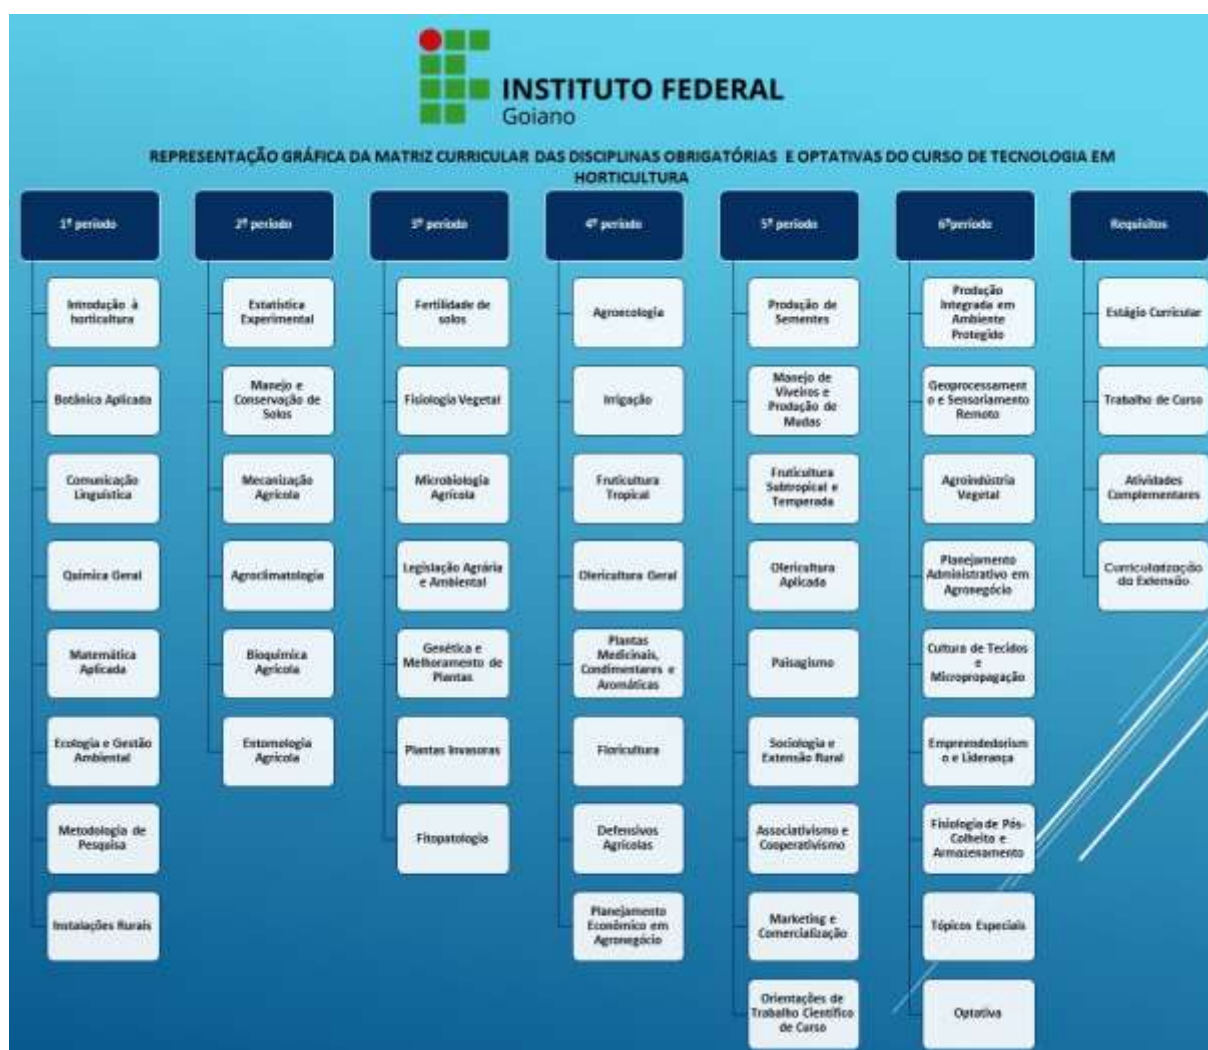 INSTITUTO FEDERAL
Goiano
REPRESENTAÇÃO GRÁFICA DA MATRIZ CURRICULAR DAS DISCIPLINAS OBRIGATÓRIAS E OPTATIVAS DO CURSO DE TECNOLOGIA EM
HORTICULTURA
1º período
Introdução à
horticultura
Botânica Aplicada
Comunicação
Linguística
Química Geral
Matemática
Aplicada
Ecologia e Gestão
Ambiental
Metodologia de
Pesquisa
Instalações Rurais
2º período
Estatística
Experimental
Manejo e
Conservação de
Solos
Mecanização
Agrícola
Agroclimatologia
Bioquímica
Agrícola
Entomologia
Agrícola
3º período
Fertilidade de
solos
Fisiologia Vegetal
Microbiologia
Agrícola
Legislação Agrária
e Ambiental
Genética e
Melhoramento de
Plantas
Plantas Invasoras
Fitopatologia
4º período
Agroecologia
Irrigação
Fruticultura
Tropical
Olericultura Geral
Plantas
Medicinais,
Condimentares e
Aromáticas
Floricultura
Defensivos
Agrícolas
Planejamento
Econômico em
Agronegócio
5º período
Produção de
Sementes
Manejo de
Viveiros e
Produção de
Mudas
Fruticultura
Subtropical e
Temperada
Olericultura
Aplicada
Paisagismo
Sociologia e
Extensão Rural
Associativismo e
Cooperativismo
Marketing e
Comercialização
Orientações de
Trabalho Científico
de Curso
6ºperíodo
Produção
Integrada em
Ambiente
Protegido
Geoprocessament
o e Sensoriamento
Remoto
Agroindústria
Vegetal
Planejamento
Administrativo em
Agronegócio
Cultura de Tecidos
e
Micropropagação
Empreendedorism
o e Liderança
Fisiologia de Pós-
Colheita e
Armazenamento
Tópicos Especiais
Optativa
Requisitos
Estágio Curricular
Trabalho de Curso
Atividades
Complementares
Curricularização
da Extensão